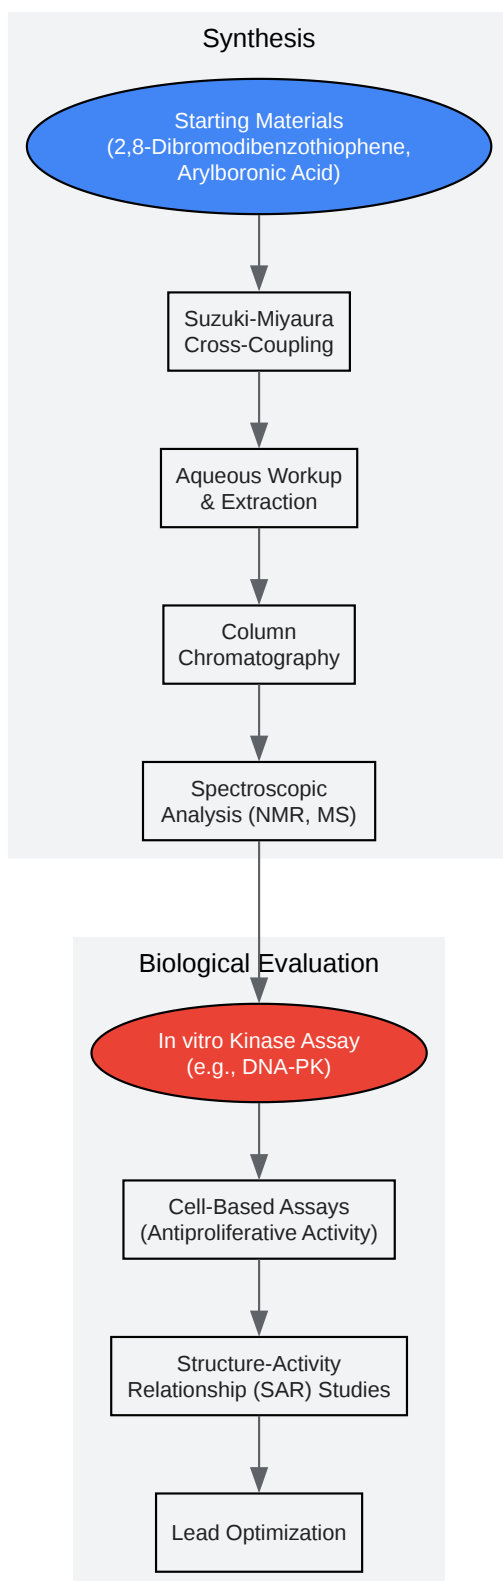 Synthesis
Starting Materials
(2,8-Dibromodibenzothiophene,
Arylboronic Acid)
Suzuki-Miyaura
Cross-Coupling
Aqueous Workup
& Extraction
Column
Chromatography
Spectroscopic
Analysis (NMR, MS)
Biological Evaluation
In vitro Kinase Assay
(e.g., DNA-PK)
Cell-Based Assays
(Antiproliferative Activity)
Structure-Activity
Relationship (SAR) Studies
Lead Optimization